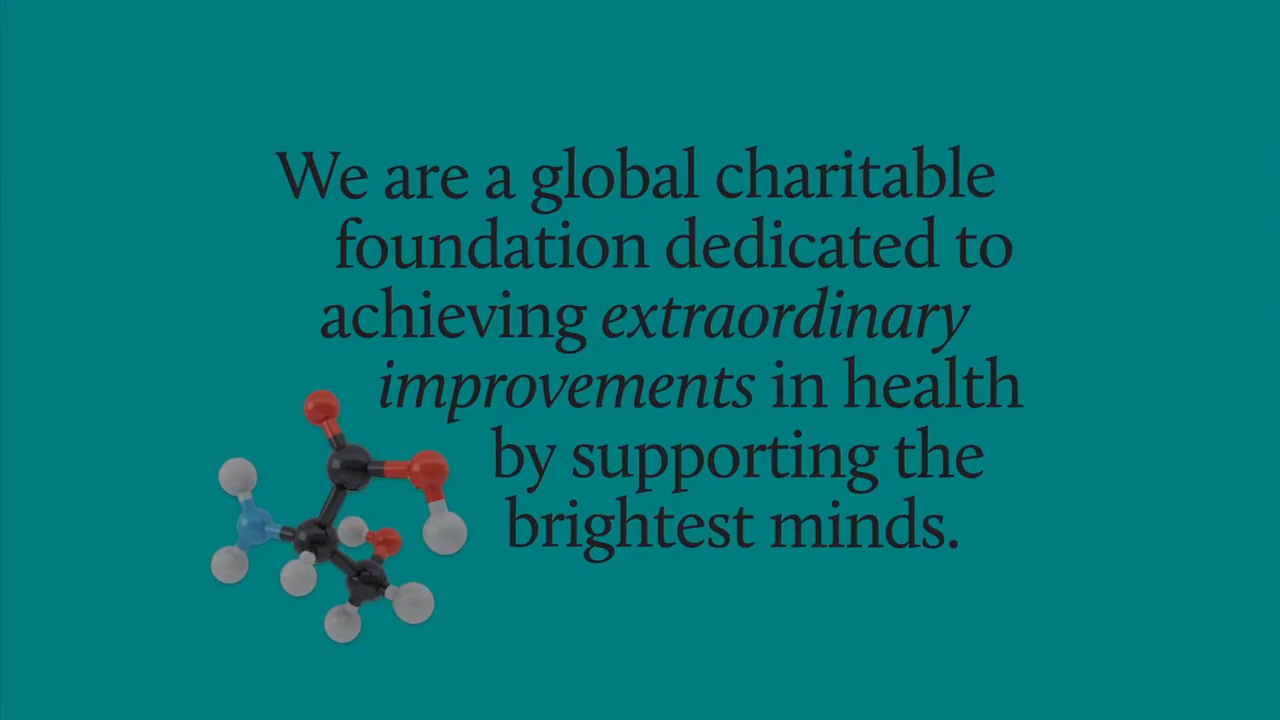 We are a global charitable
foundation dedicated to
achieving extraordinary
improvements in health
by supporting the
brightest minds.